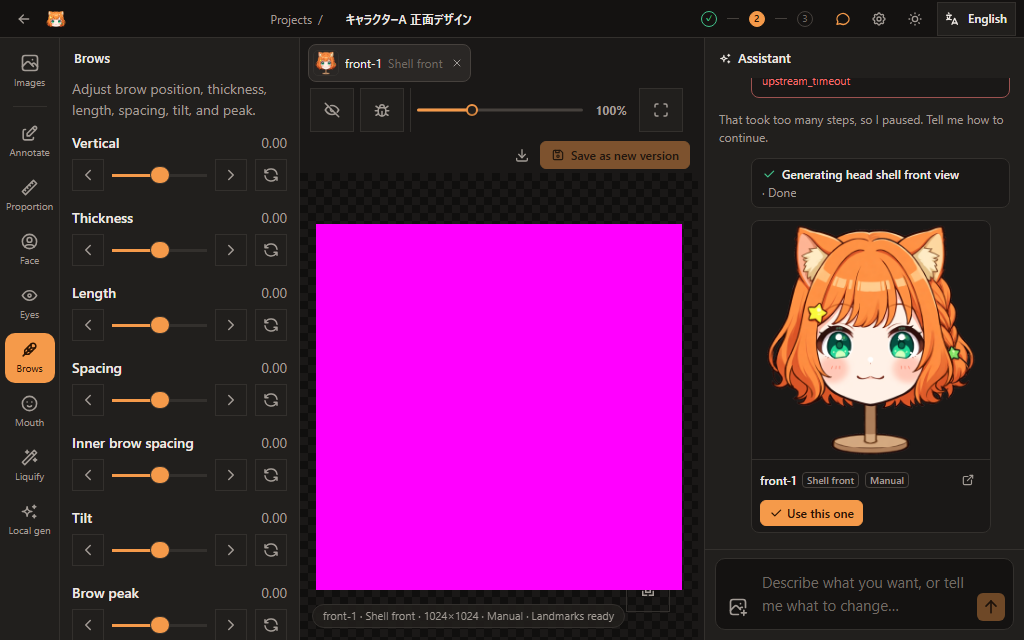 Projects /
キャラクターA 正面デザイン
2
3
English
Images
Annotate
Proportion
Face
Eyes
Brows
Mouth
Liquify
Local gen
Brows
Adjust brow position, thickness,
length, spacing, tilt, and peak.
Vertical 0.00
Thickness 0.00
Length 0.00
Spacing 0.00
Inner brow spacing 0.00
Tilt 0.00
Brow peak 0.00
front-1 Shell front
100%
Save as new version
front-1 · Shell front · 1024×1024 · Manual · Landmarks ready
Assistant
upstream_timeout
That took too many steps, so I paused. Tell me how to
continue.
Generating head shell front view
· Done
front-1 Shell front Manual
Use this one
Describe what you want, or tell
me what to change...